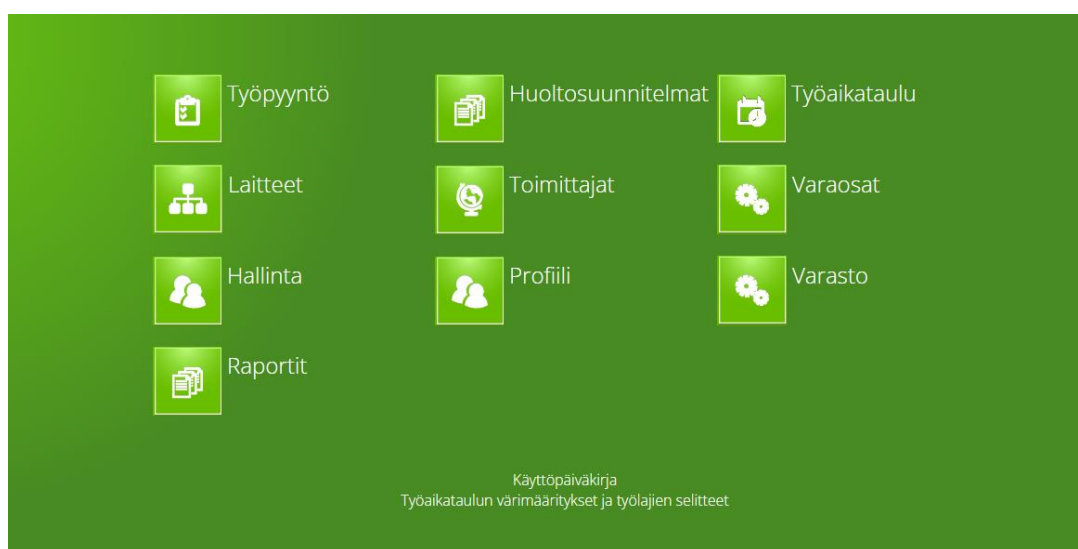 Työpyyntö
Huoltosuunnitelmat
Työaikataulu
Laitteet
Toimittajat
Varaosat
Hallinta
Profiili
Varasto
Raportit
Käyttöpäiväkirja
Työaikataulun värimääritykset ja työlajien selitteet